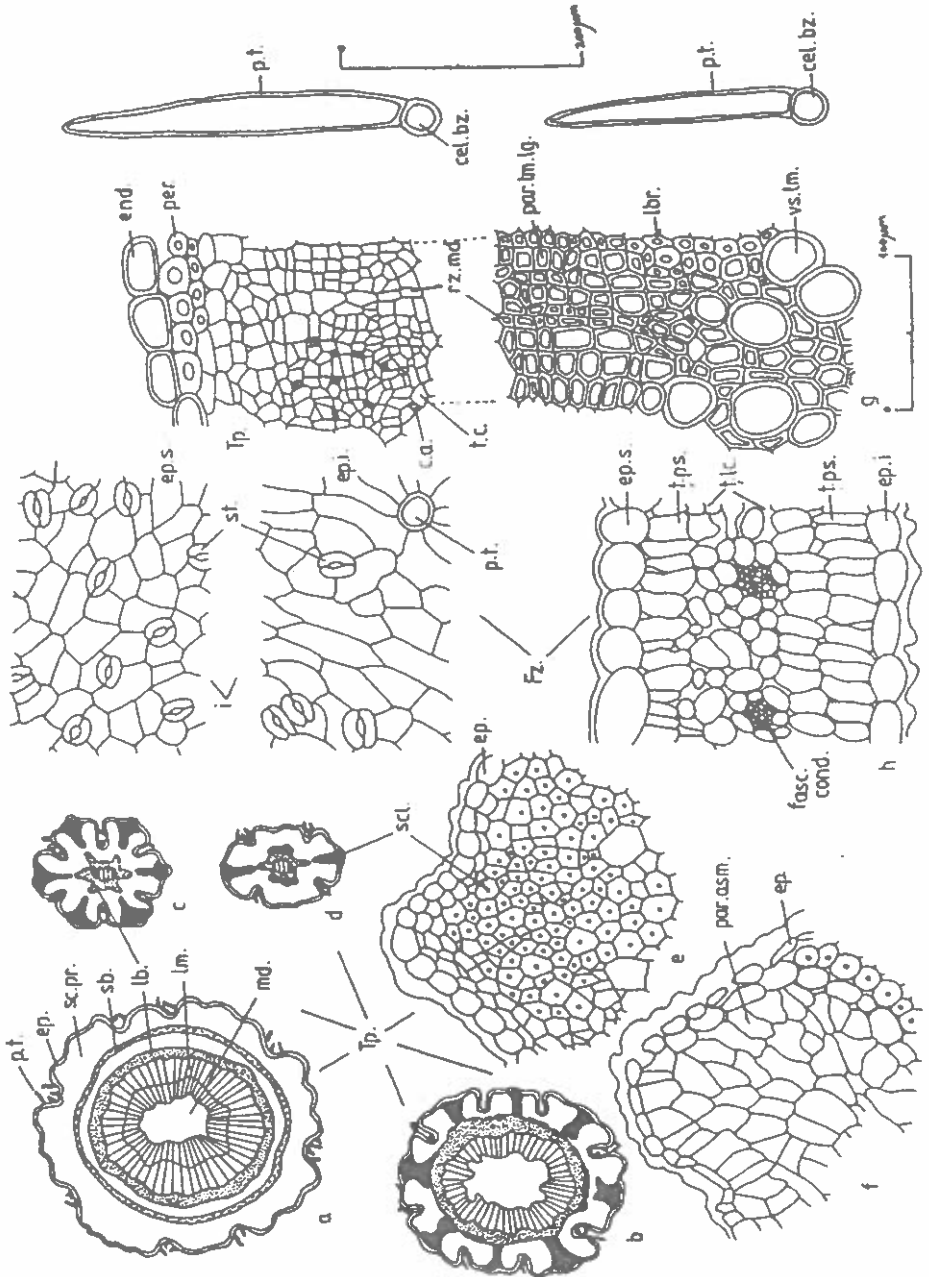 p.t.
cel.bz.
200µm
p.t.
cel.bz.
end.
per.
Tp.
rz.md.
t.c.
c.a.
par.lm.lg.
lbr.
vs.lm.
100µm
g
ep.s.
st.
ep.i.
p.t.
i
Fz.
ep.s.
t.ps.
t.lc.
t.ps.
ep.i
fasc.
cond.
h
c
d
scl.
ep.
e
par.asm.
ep.
f
p.t.
ep.
sc.pr.
sb.
lb.
lm.
md.
a
Tp.
b